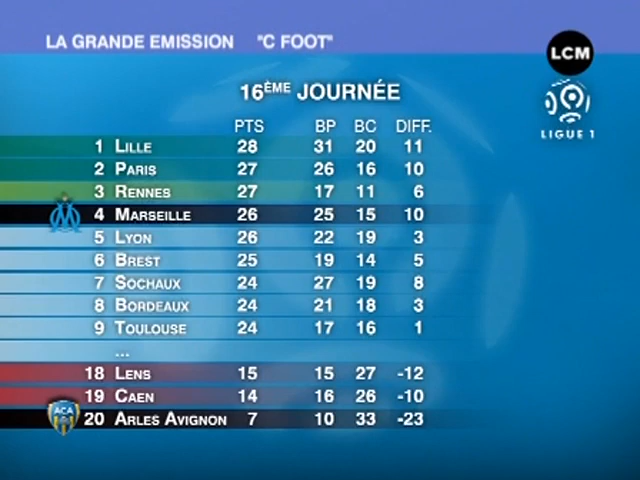 LA GRANDE EMISSION "C FOOT"
LCM
16ÈME JOURNÉE
LIGUE 1
PTS BP BC DIFF.
1 LILLE 28 31 20 11
2 PARIS 27 26 16 10
3 RENNES 27 17 11 6
4 MARSEILLE 26 25 15 10
5 LYON 26 22 19 3
6 BREST 25 19 14 5
7 SOCHAUX 24 27 19 8
8 BORDEAUX 24 21 18 3
9 TOULOUSE 24 17 16 1
...
18 LENS 15 15 27 -12
19 CAEN 14 16 26 -10
ACA
20 ARLES AVIGNON 7 10 33 -23